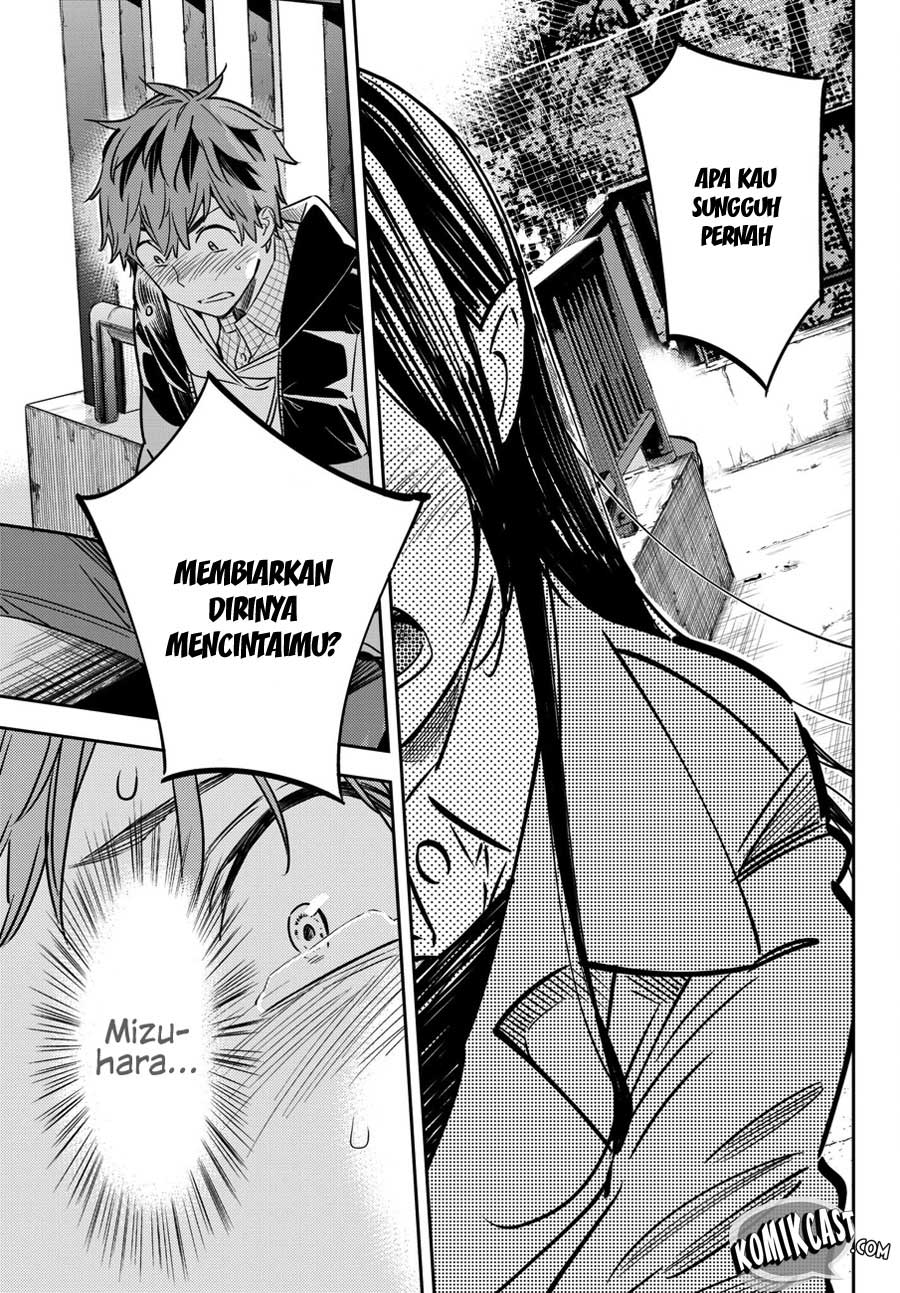 APA KAU
SUNGGUH
PERNAH
MEMBIARKAN
DIRINYA
MENCINTAIMU?
Mizu-
hara...
KOMIKCAST
.COM